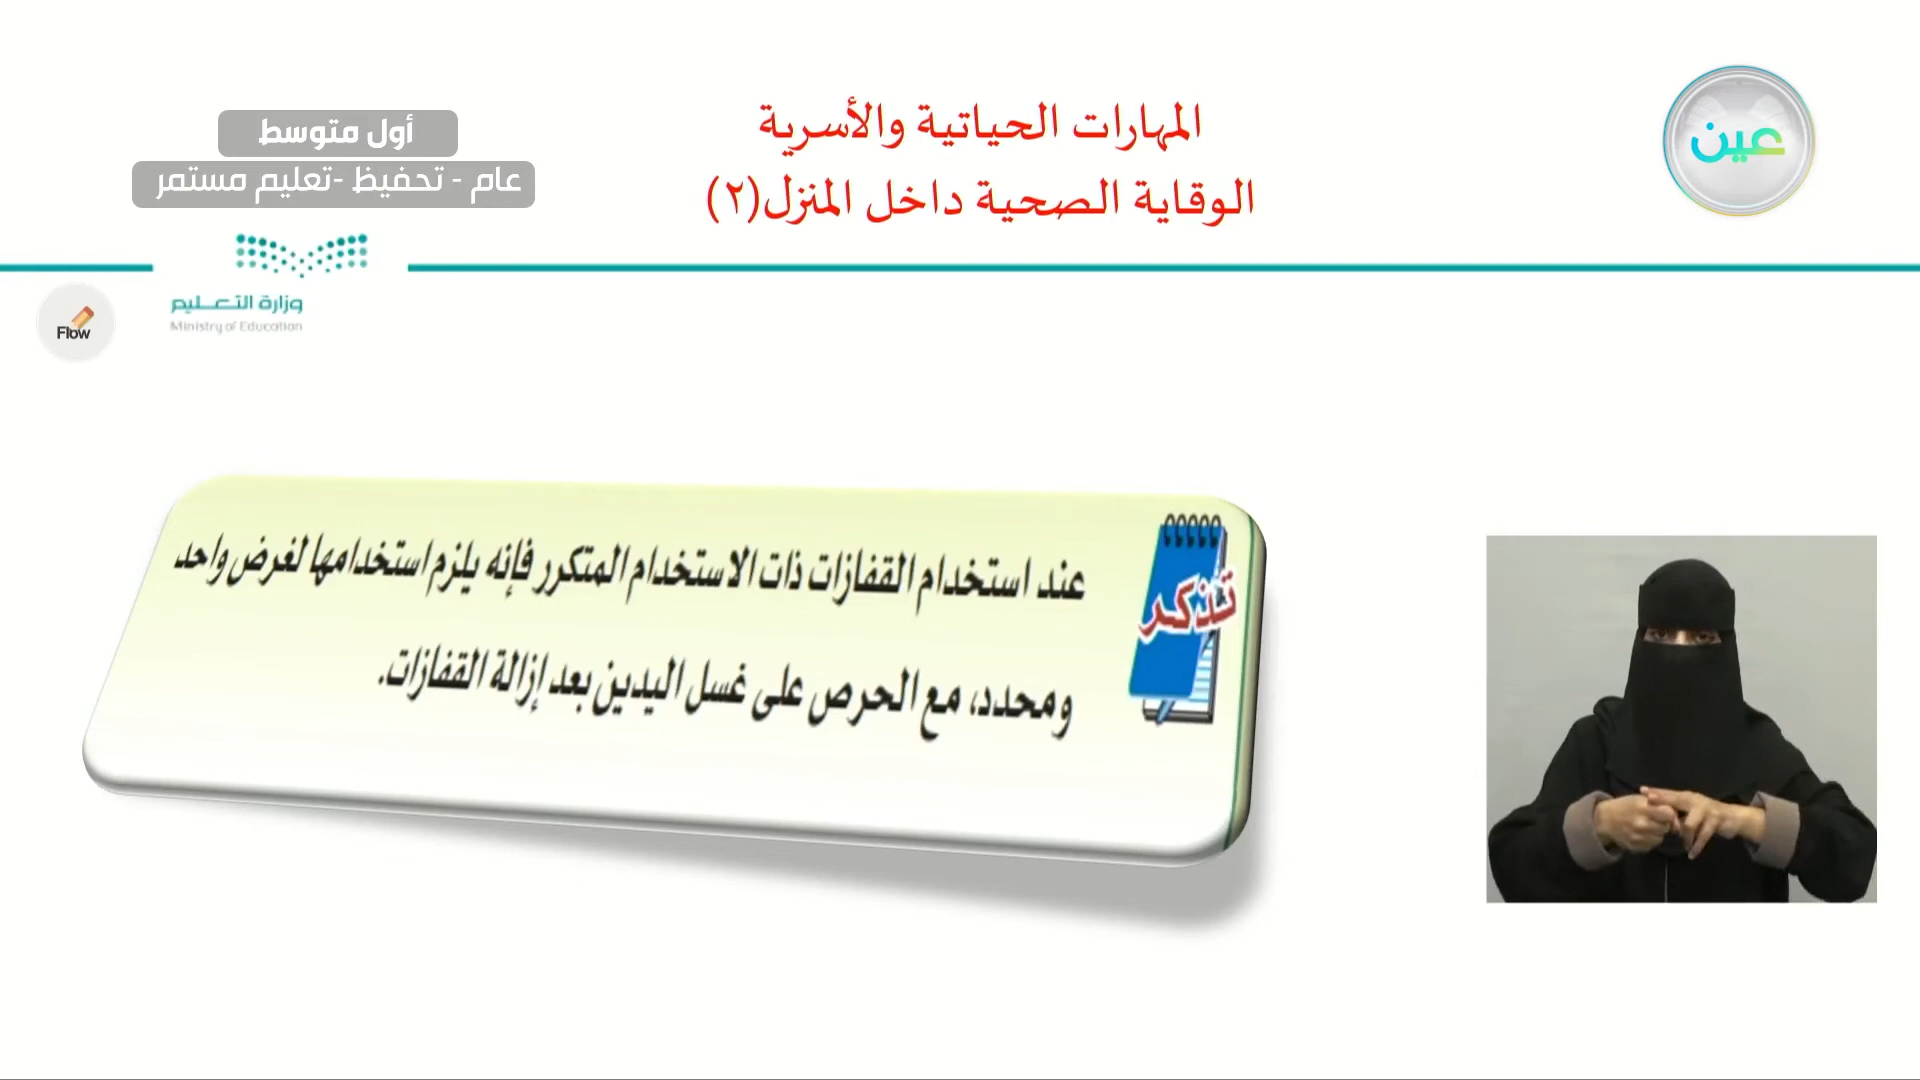 المهارات الحياتية والأسرية
الوقاية الصحية داخل المنزل(٢)
أول متوسط
عام - تحفيظ -تعليم مستمر
عين
وزارة التعليم
Ministry of Education
Flow
تذكر
عند استخدام القفازات ذات الاستخدام المتكرر فإنه يلزم استخدامها لغرض واحد
ومحدد، مع الحرص على غسل اليدين بعد إزالة القفازات.